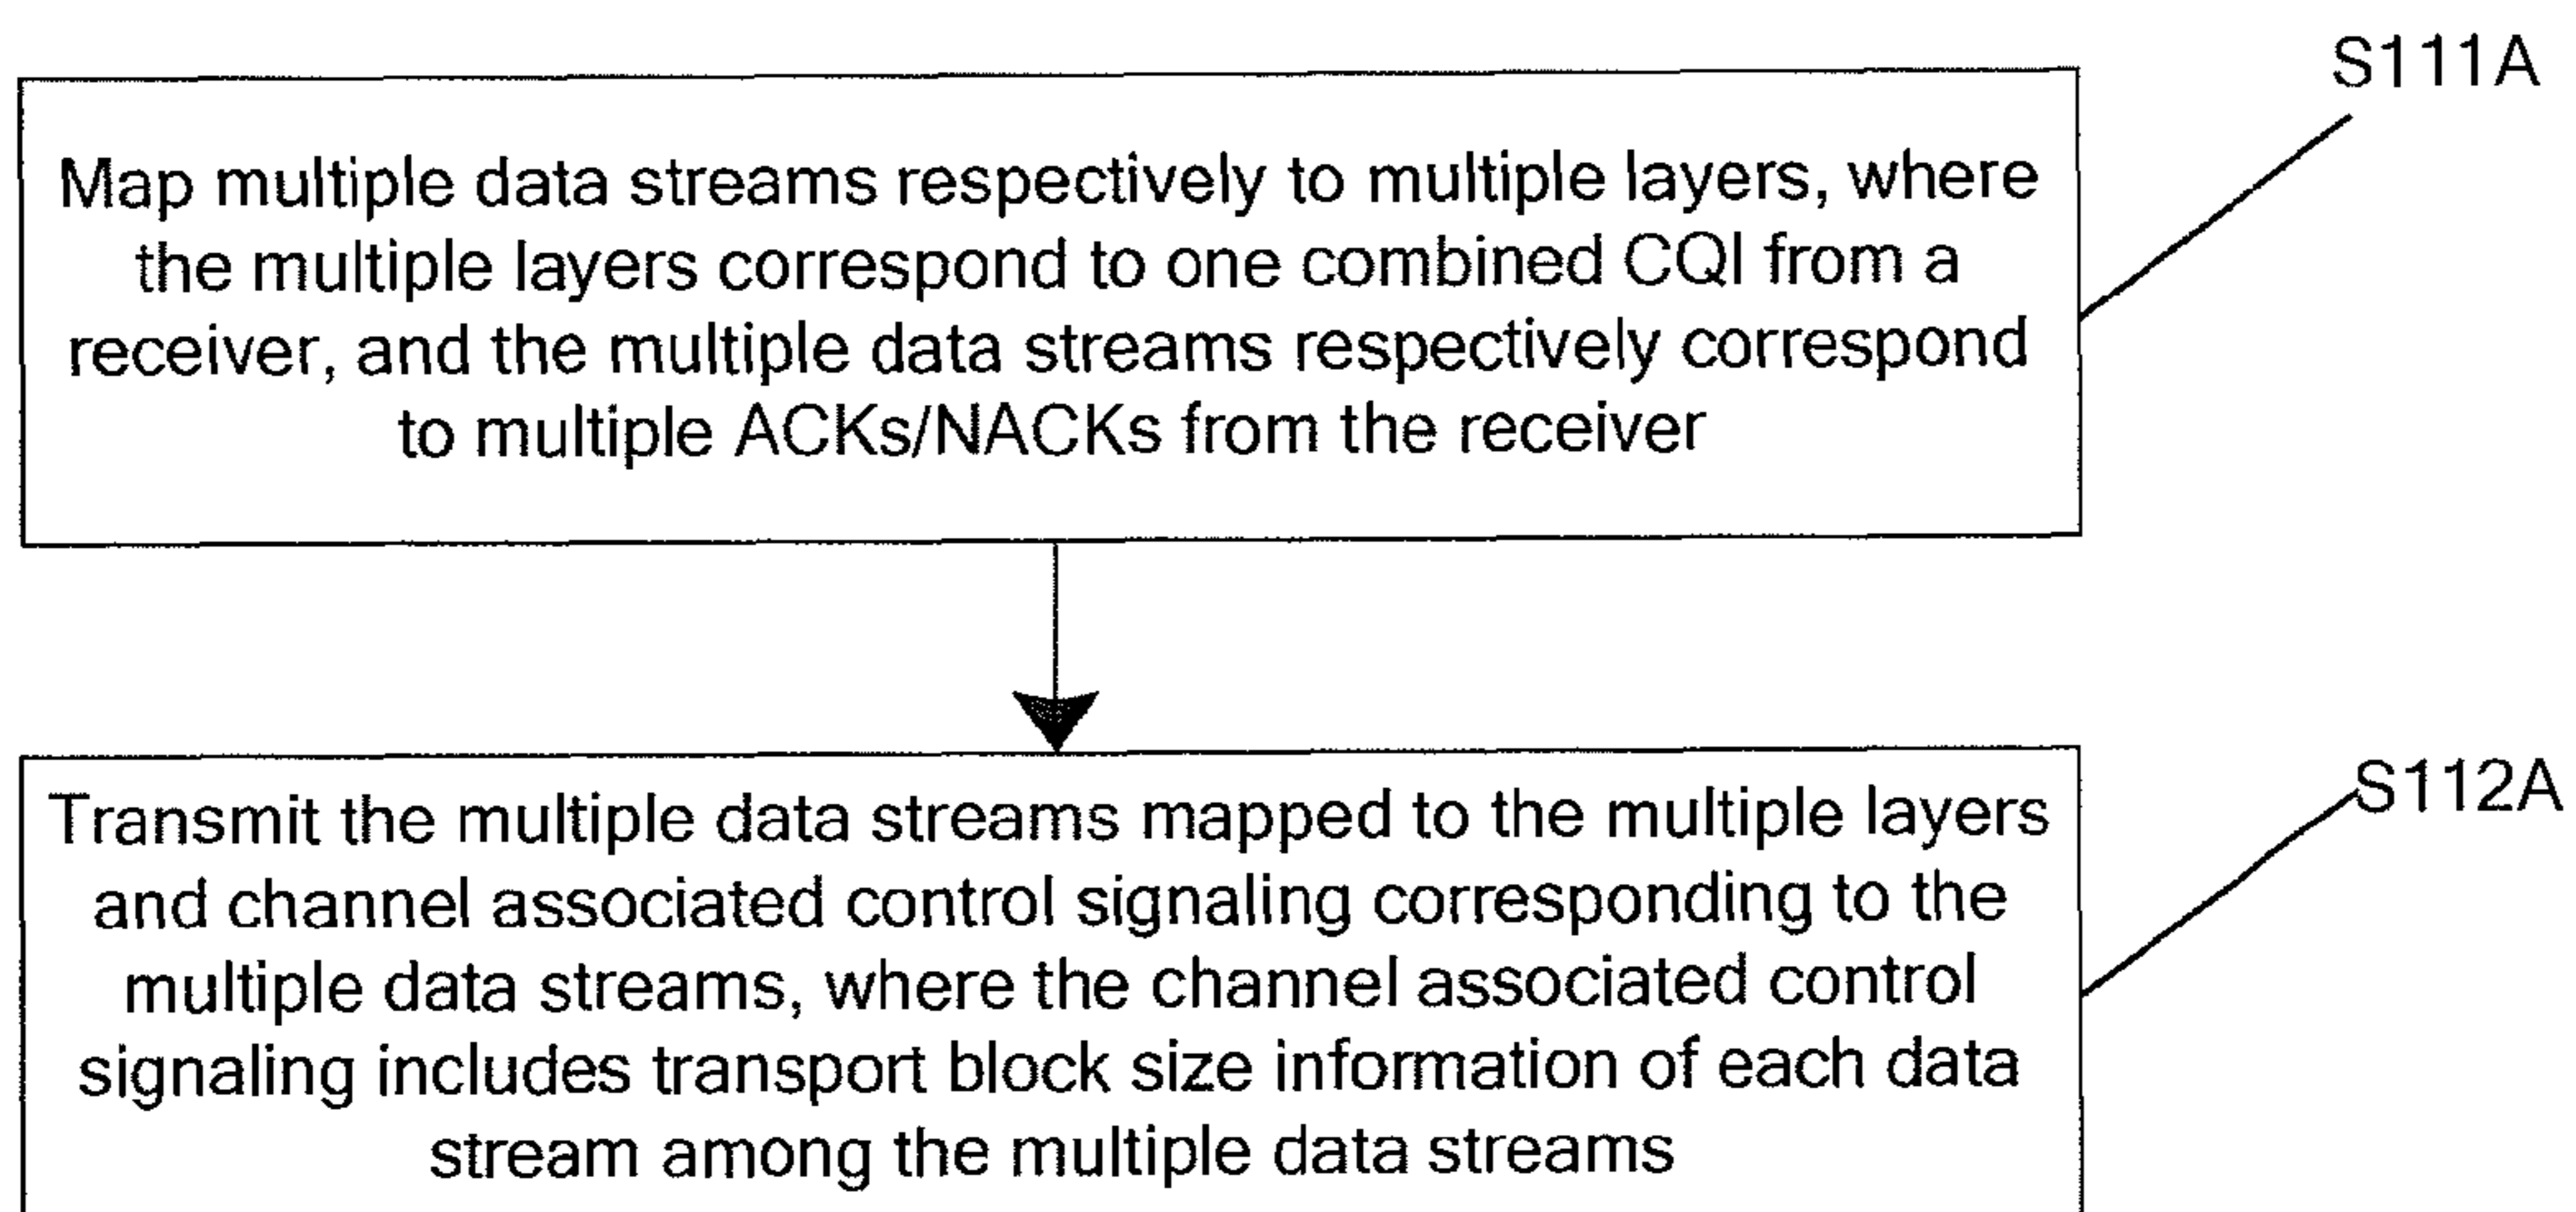 S111A
Map multiple data streams respectively to multiple layers, where
the multiple layers correspond to one combined CQI from a
receiver, and the multiple data streams respectively correspond
to multiple ACKs/NACKs from the receiver
S112A
Transmit the multiple data streams mapped to the multiple layers
and channel associated control signaling corresponding to the
multiple data streams, where the channel associated control
signaling includes transport block size information of each data
stream among the multiple data streams